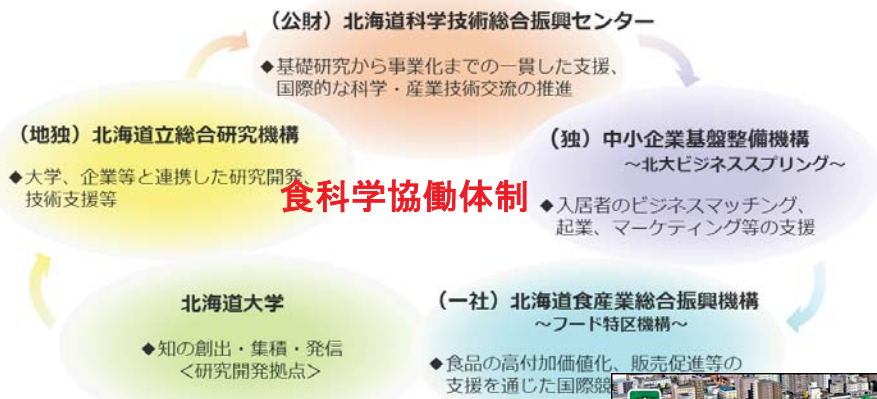 （公財）北海道科学技術総合振興センター
◆基礎研究から事業化までの一貫した支援、
国際的な科学・産業技術交流の推進
（地独）北海道立総合研究機構
◆大学、企業等と連携した研究開発、
技術支援等
（独）中小企業基盤整備機構
～北大ビジネススプリング～
◆入居者のビジネスマッチング、
起業、マーケティング等の支援
食科学協働体制
北海道大学
◆知の創出・集積・発信
＜研究開発拠点＞
（一社）北海道食産業総合振興機構
～フード特区機構～
◆食品の高付加価値化、販売促進等の
支援を通じた国際競